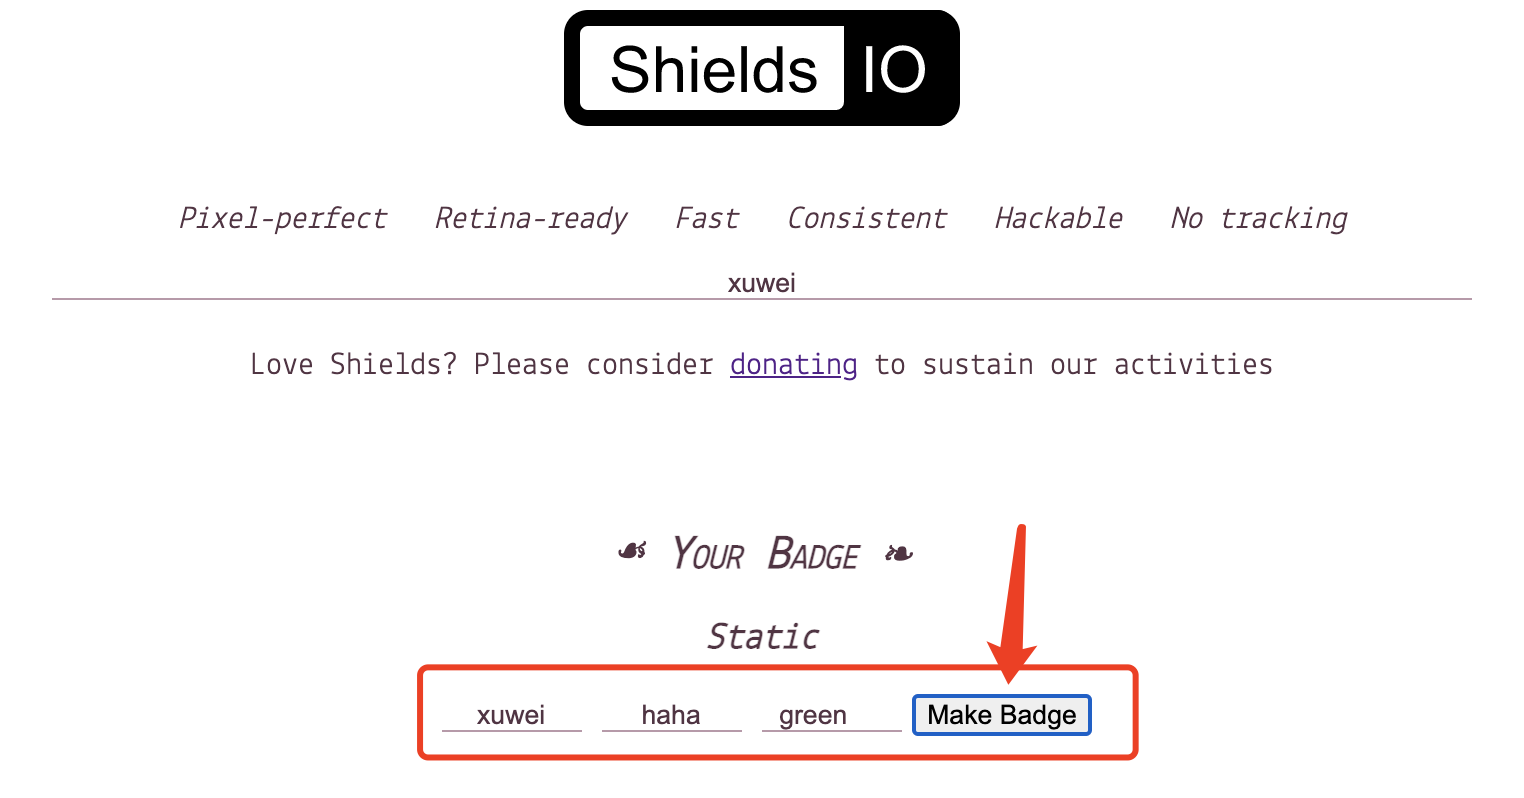 Shields IO
Pixel-perfect Retina-ready Fast Consistent Hackable No tracking
xuwei
Love Shields? Please consider donating to sustain our activities
☙ Your Badge ❧
Static
xuwei haha green Make Badge